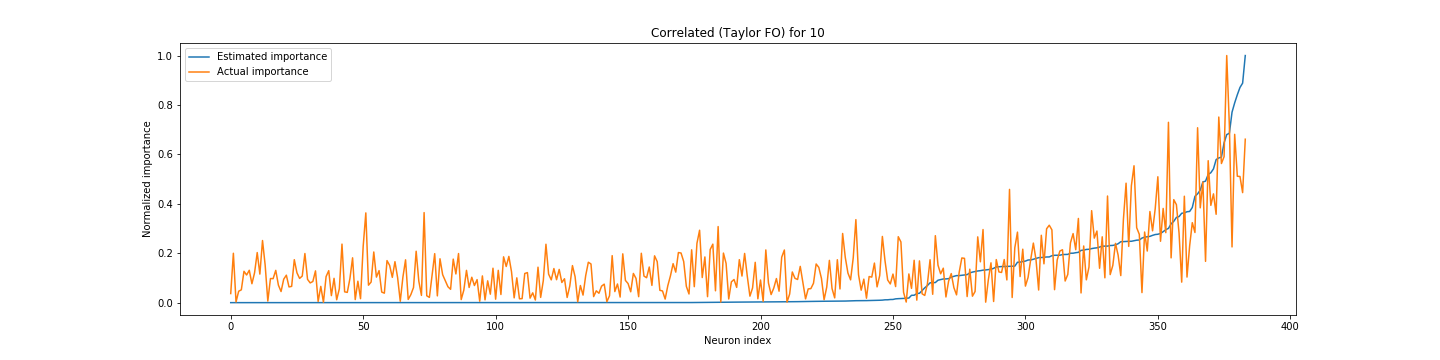 Correlated (Taylor FO) for 10
Estimated importance
Actual importance
Normalized importance
1.0
0.8
0.6
0.4
0.2
0.0
0 50 100 150 200 250 300 350 400
Neuron index